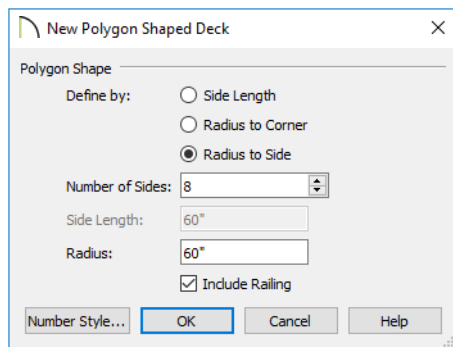 New Polygon Shaped Deck
Polygon Shape
Define by:
Side Length
Radius to Corner
Radius to Side
Number of Sides: 8
Side Length: 60"
Radius: 60"
Include Railing
Number Style... OK Cancel Help